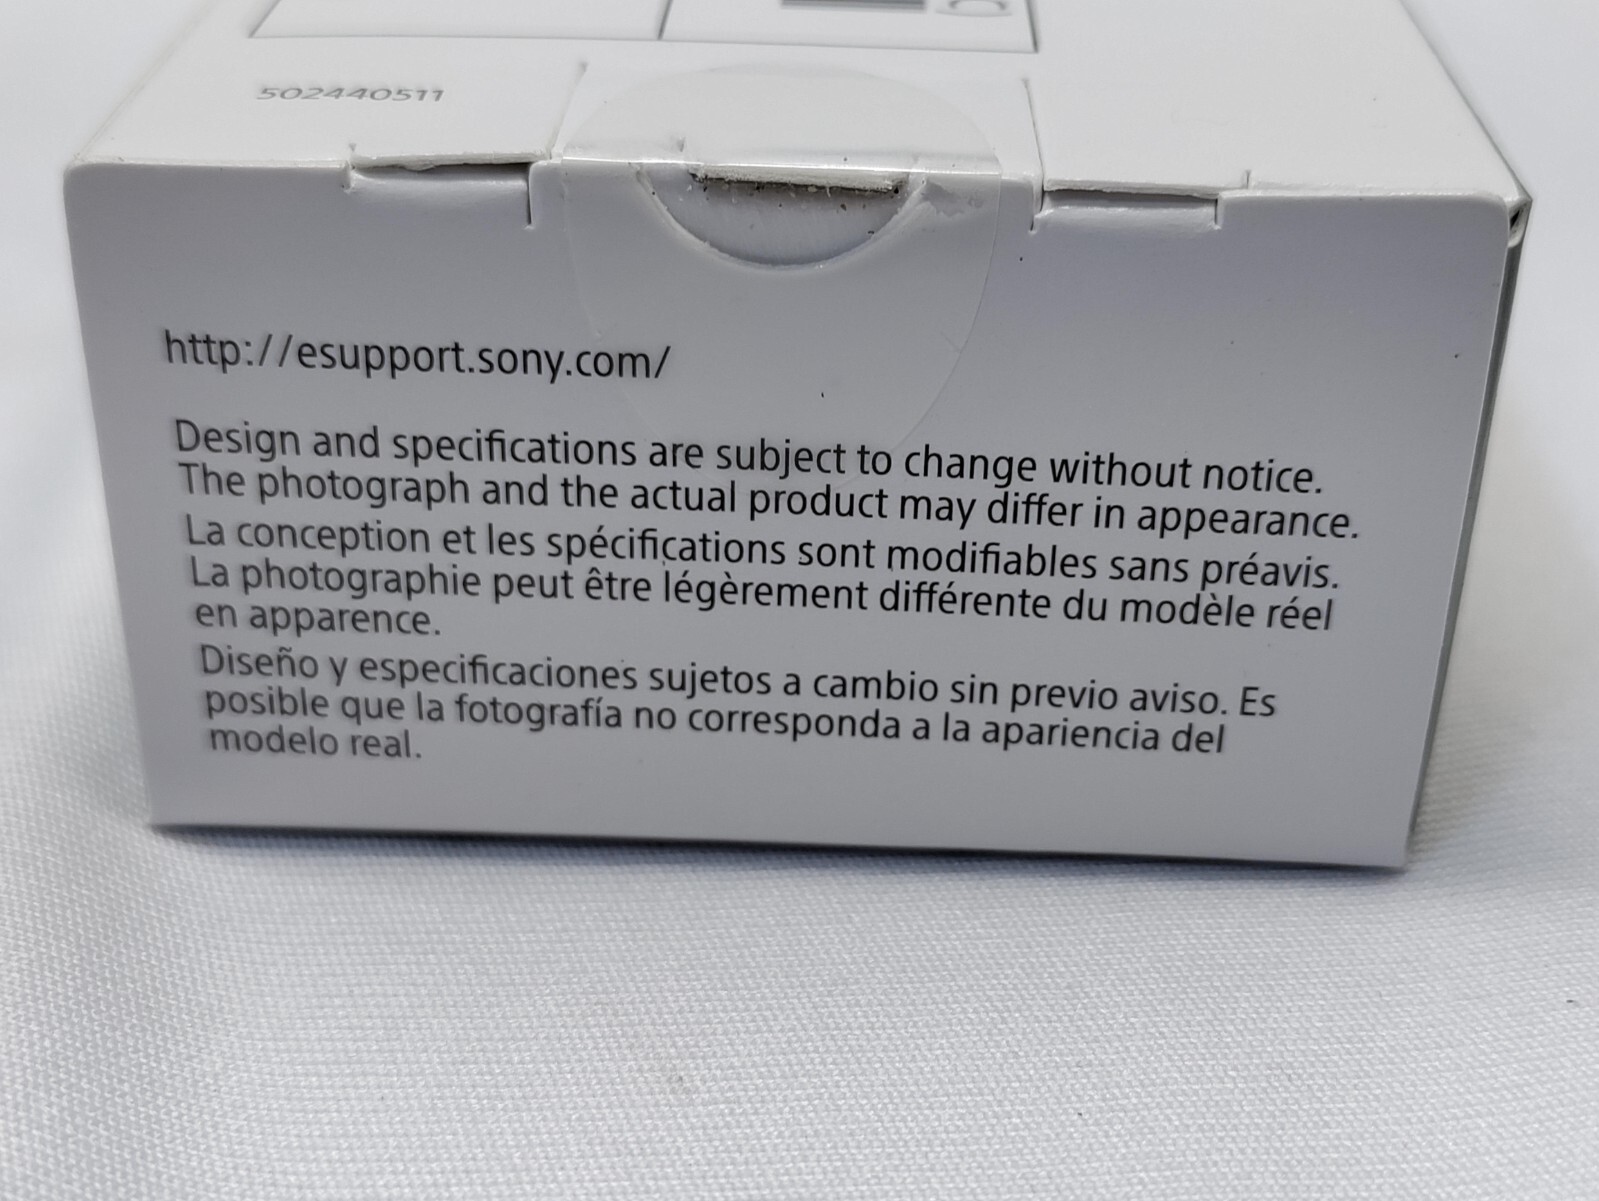 502440511
http://esupport.sony.com/
Design and specifications are subject to change without notice.
The photograph and the actual product may differ in appearance.
La conception et les spécifications sont modifiables sans préavis.
La photographie peut être légèrement différente du modèle réel
en apparence.
Diseño y especificaciones sujetos a cambio sin previo aviso. Es
posible que la fotografía no corresponda a la apariencia del
modelo real.